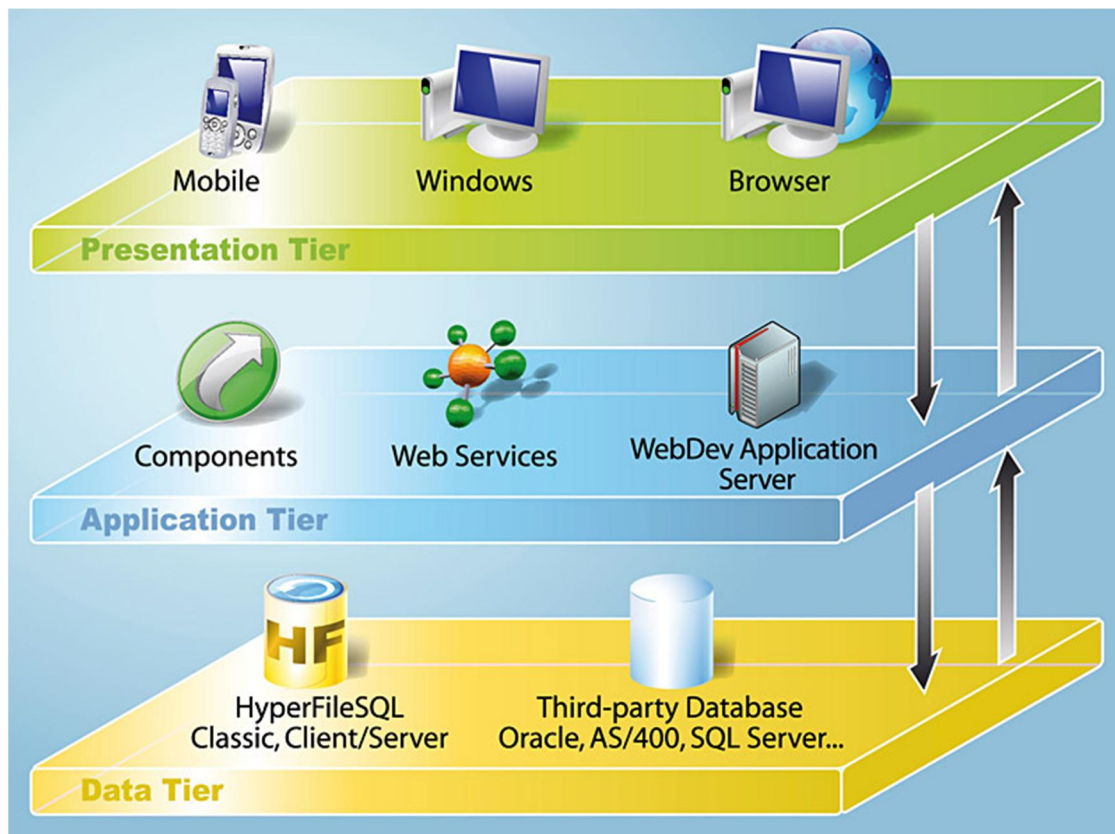 Mobile
Windows
Browser
Presentation Tier
Components
Web Services
WebDev Application
Server
Application Tier
HF
HyperFileSQL
Classic, Client/Server
Third-party Database
Oracle, AS/400, SQL Server...
Data Tier